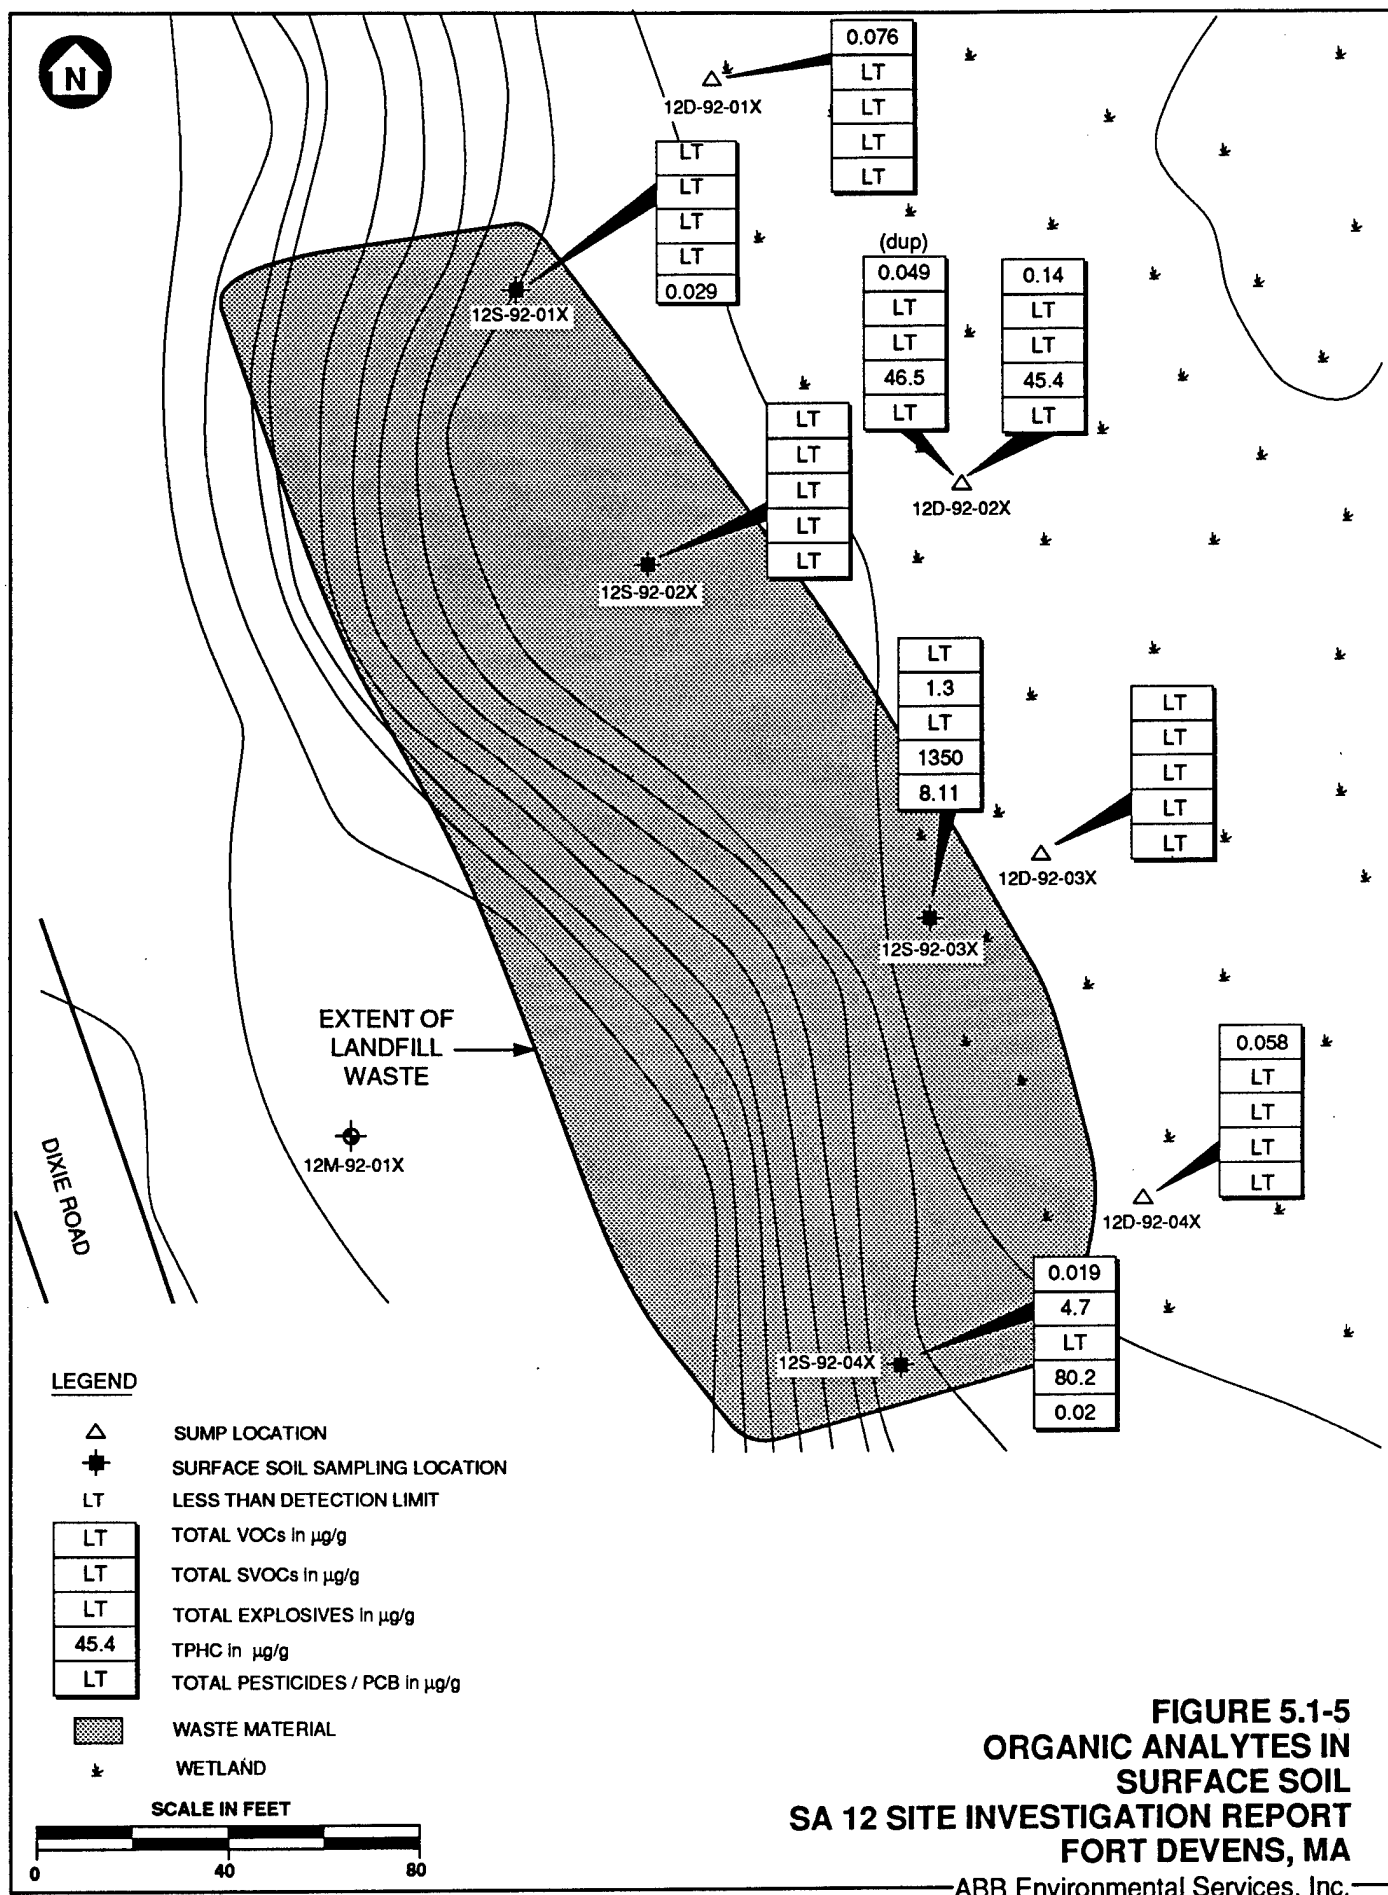 N
0.076
LT
LT
LT
LT
12D-92-01X
LT
LT
LT
LT
0.029
12S-92-01X
(dup)
0.049
LT
LT
46.5
LT
0.14
LT
LT
45.4
LT
12D-92-02X
LT
LT
LT
LT
LT
12S-92-02X
LT
1.3
LT
1350
8.11
12S-92-03X
LT
LT
LT
LT
LT
12D-92-03X
EXTENT OF
LANDFILL
WASTE
12M-92-01X
DIXIE ROAD
0.058
LT
LT
LT
LT
12D-92-04X
0.019
4.7
LT
80.2
0.02
12S-92-04X
LEGEND
SUMP LOCATION
SURFACE SOIL SAMPLING LOCATION
LT LESS THAN DETECTION LIMIT
LT TOTAL VOCs in µg/g
LT TOTAL SVOCs in µg/g
LT TOTAL EXPLOSIVES in µg/g
45.4 TPHC in µg/g
LT TOTAL PESTICIDES / PCB in µg/g
WASTE MATERIAL
WETLAND
SCALE IN FEET
0 40 80
FIGURE 5.1-5
ORGANIC ANALYTES IN
SURFACE SOIL
SA 12 SITE INVESTIGATION REPORT
FORT DEVENS, MA
ABB Environmental Services, Inc.